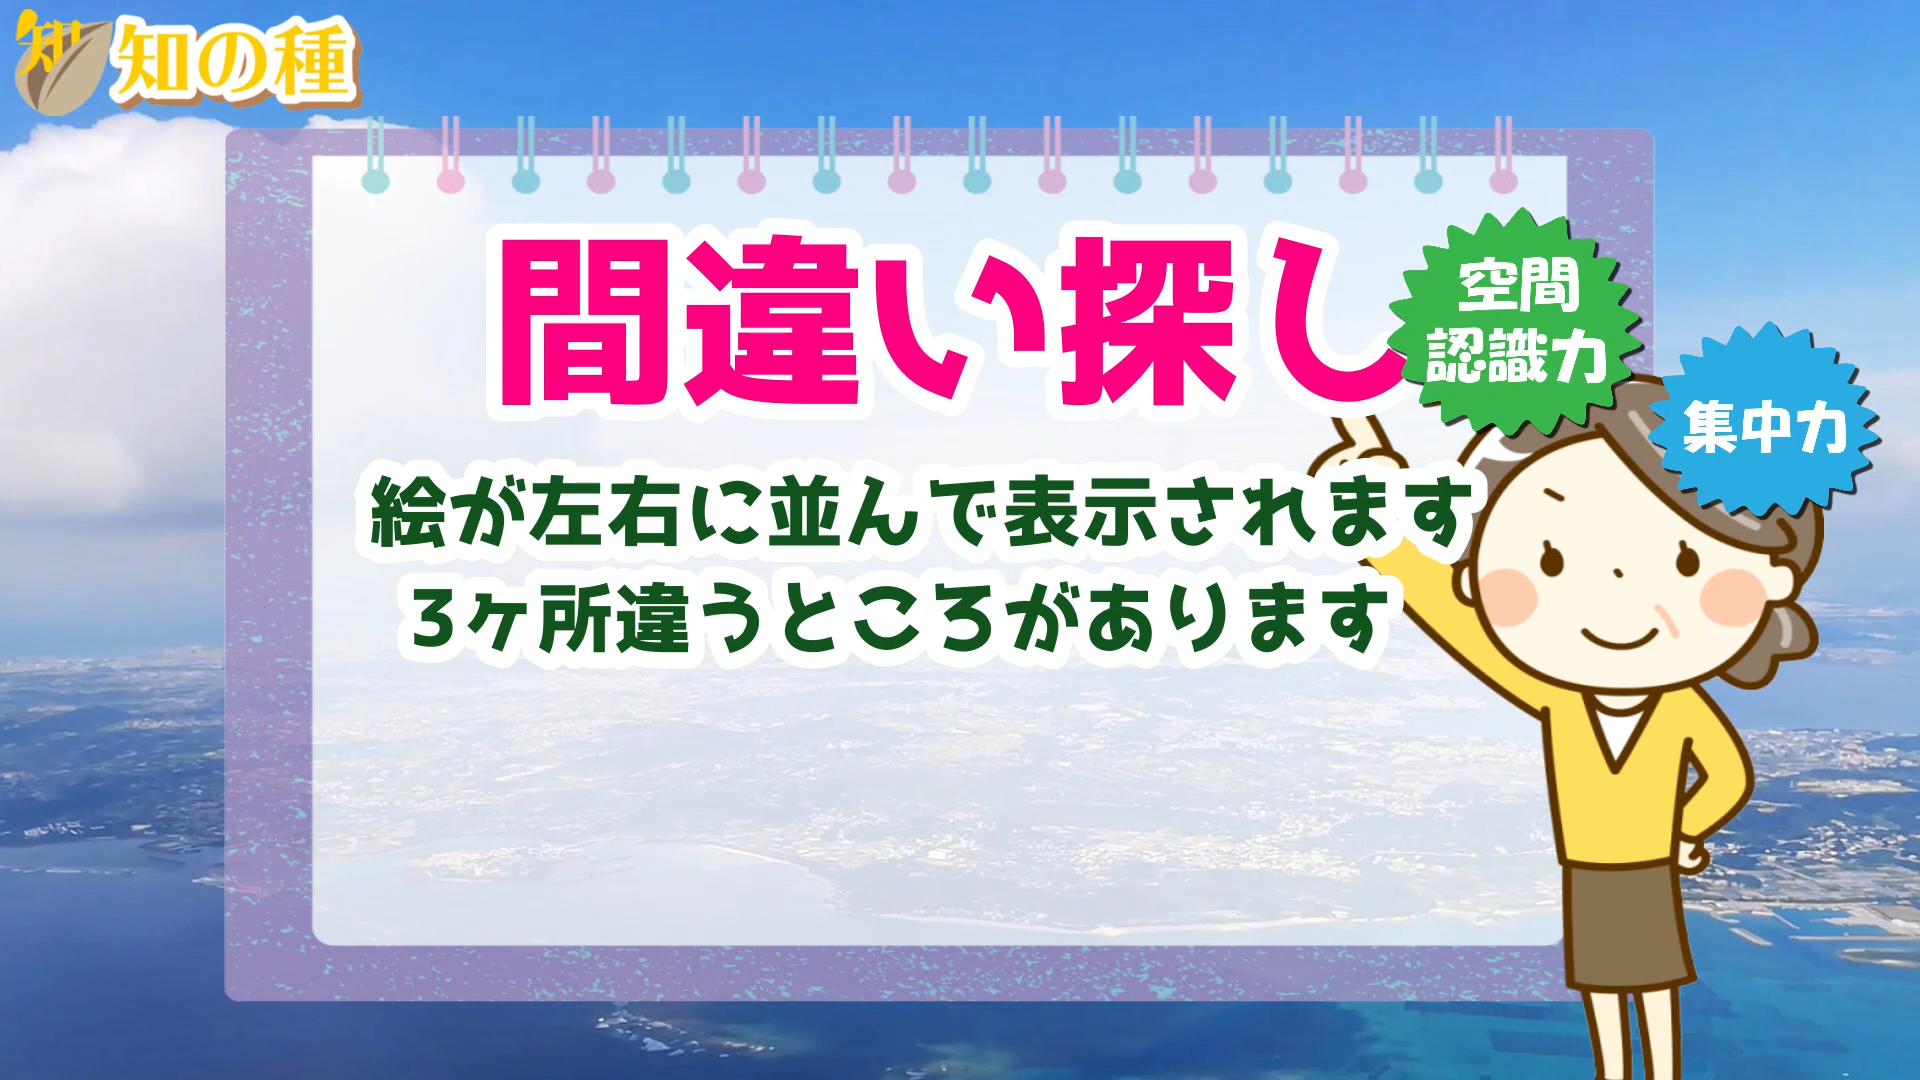 知
知の種
間違い探し
空間
認識力
集中力
絵が左右に並んで表示されます
3ヶ所違うところがあります